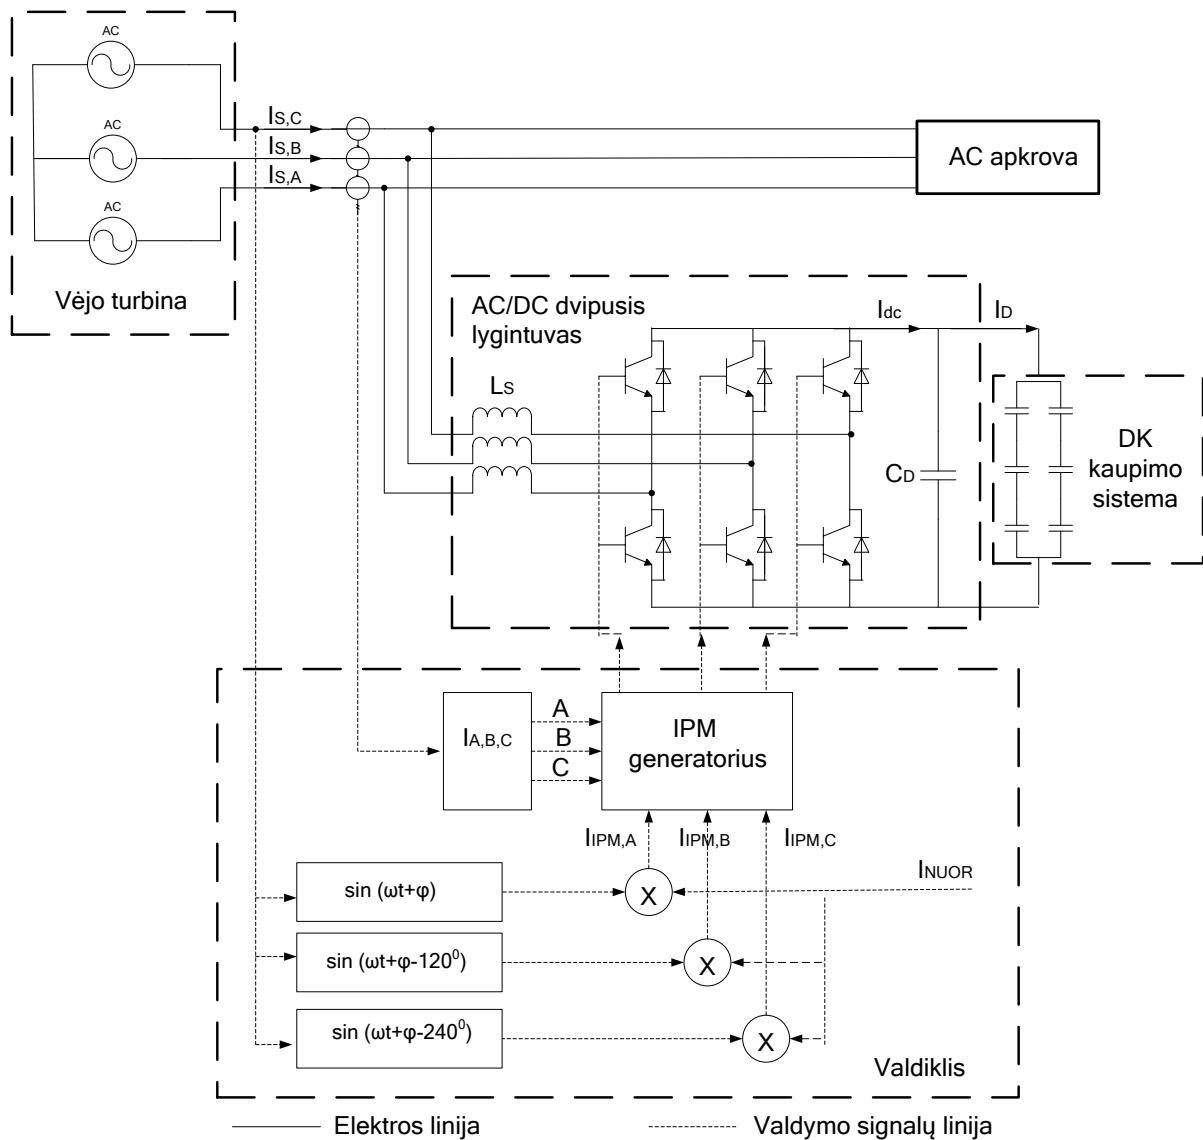 AC
AC
AC
Vėjo turbina
IS,C
IS,B
IS,A
AC apkrova
AC/DC dvipusis
lygintuvas
Idc
ID
LS
CD
DK
kaupimo
sistema
IA,B,C
A
B
C
IPM
generatorius
IIPM,A
IIPM,B
IIPM,C
INUOR
sin (ωt+φ)
X
sin (ωt+φ-120⁰)
X
sin (ωt+φ-240⁰)
X
Valdiklis
Elektros linija
Valdymo signalų linija